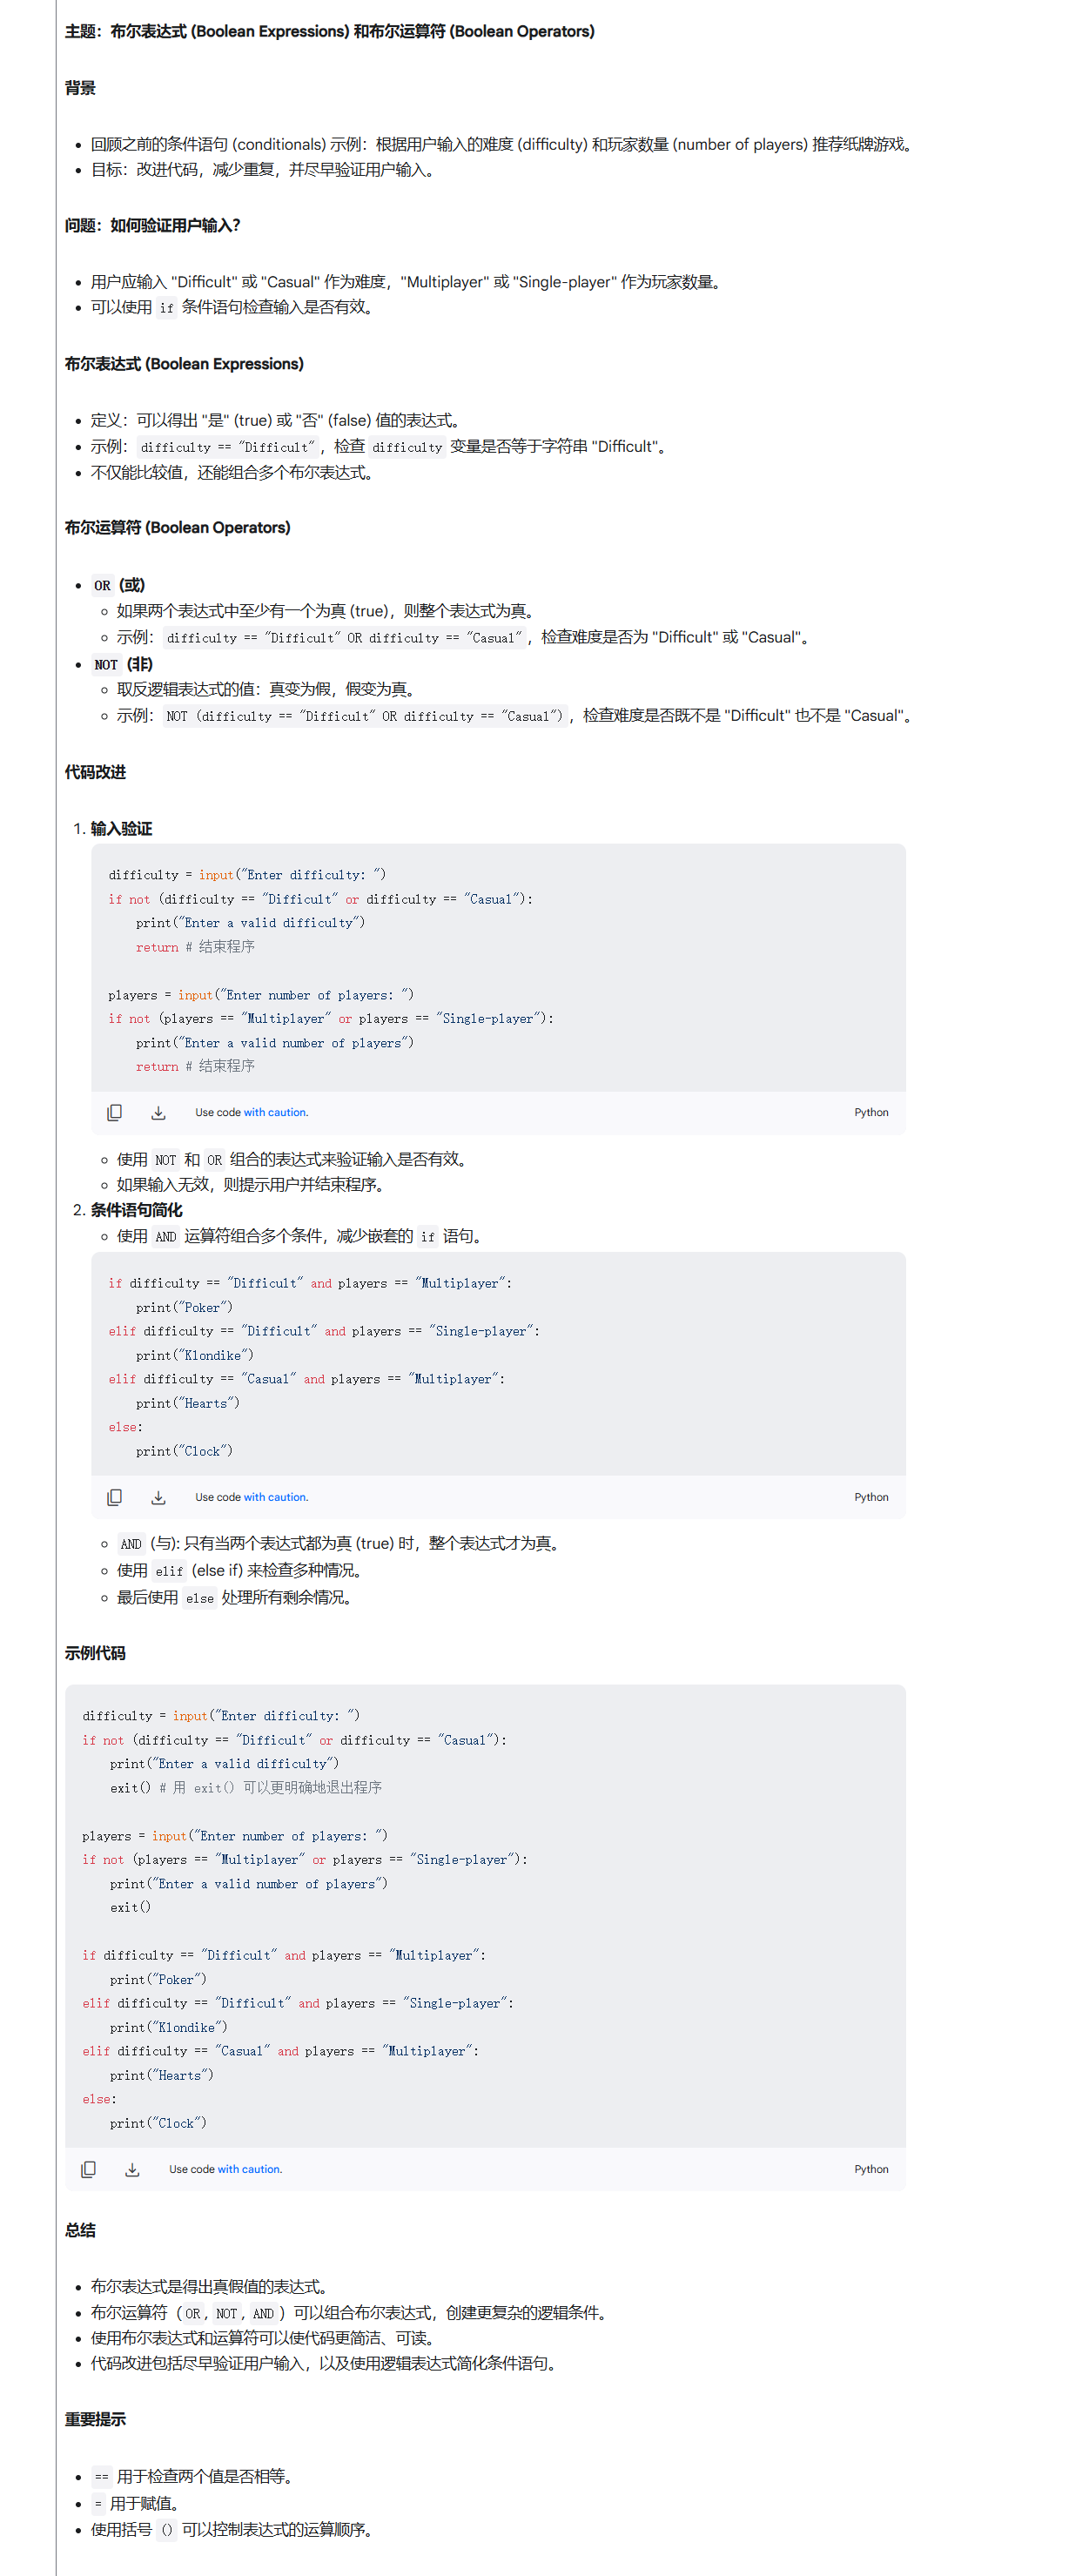 主题：布尔表达式 (Boolean Expressions) 和布尔运算符 (Boolean Operators)
背景
回顾之前的条件语句 (conditionals) 示例：根据用户输入的难度 (difficulty) 和玩家数量 (number of players) 推荐纸牌游戏。
目标：改进代码，减少重复，并尽早验证用户输入。
问题：如何验证用户输入？
用户应输入 "Difficult" 或 "Casual" 作为难度，"Multiplayer" 或 "Single-player" 作为玩家数量。
可以使用 if 条件语句检查输入是否有效。
布尔表达式 (Boolean Expressions)
定义：可以得出 "是" (true) 或 "否" (false) 值的表达式。
示例：difficulty == "Difficult"，检查 difficulty 变量是否等于字符串 "Difficult"。
不仅能比较值，还能组合多个布尔表达式。
布尔运算符 (Boolean Operators)
OR (或)
如果两个表达式中至少有一个为真 (true)，则整个表达式为真。
示例：difficulty == "Difficult" OR difficulty == "Casual"，检查难度是否为 "Difficult" 或 "Casual"。
NOT (非)
取反逻辑表达式的值：真变为假，假变为真。
示例：NOT (difficulty == "Difficult" OR difficulty == "Casual")，检查难度是否既不是 "Difficult" 也不是 "Casual"。
代码改进
1. 输入验证
difficulty = input("Enter difficulty: ")
if not (difficulty == "Difficult" or difficulty == "Casual"):
    print("Enter a valid difficulty")
    return # 结束程序
players = input("Enter number of players: ")
if not (players == "Multiplayer" or players == "Single-player"):
    print("Enter a valid number of players")
    return # 结束程序
Use code with caution. Python
使用 NOT 和 OR 组合的表达式来验证输入是否有效。
如果输入无效，则提示用户并结束程序。
2. 条件语句简化
使用 AND 运算符组合多个条件，减少嵌套的 if 语句。
if difficulty == "Difficult" and players == "Multiplayer":
    print("Poker")
elif difficulty == "Difficult" and players == "Single-player":
    print("Klondike")
elif difficulty == "Casual" and players == "Multiplayer":
    print("Hearts")
else:
    print("Clock")
Use code with caution. Python
AND (与): 只有当两个表达式都为真 (true) 时，整个表达式才为真。
使用 elif (else if) 来检查多种情况。
最后使用 else 处理所有剩余情况。
示例代码
difficulty = input("Enter difficulty: ")
if not (difficulty == "Difficult" or difficulty == "Casual"):
    print("Enter a valid difficulty")
    exit() # 用 exit() 可以更明确地退出程序
players = input("Enter number of players: ")
if not (players == "Multiplayer" or players == "Single-player"):
    print("Enter a valid number of players")
    exit()
if difficulty == "Difficult" and players == "Multiplayer":
    print("Poker")
elif difficulty == "Difficult" and players == "Single-player":
    print("Klondike")
elif difficulty == "Casual" and players == "Multiplayer":
    print("Hearts")
else:
    print("Clock")
Use code with caution. Python
总结
布尔表达式是得出真假值的表达式。
布尔运算符（OR, NOT, AND）可以组合布尔表达式，创建更复杂的逻辑条件。
使用布尔表达式和运算符可以使代码更简洁、可读。
代码改进包括尽早验证用户输入，以及使用逻辑表达式简化条件语句。
重要提示
== 用于检查两个值是否相等。
= 用于赋值。
使用括号 () 可以控制表达式的运算顺序。